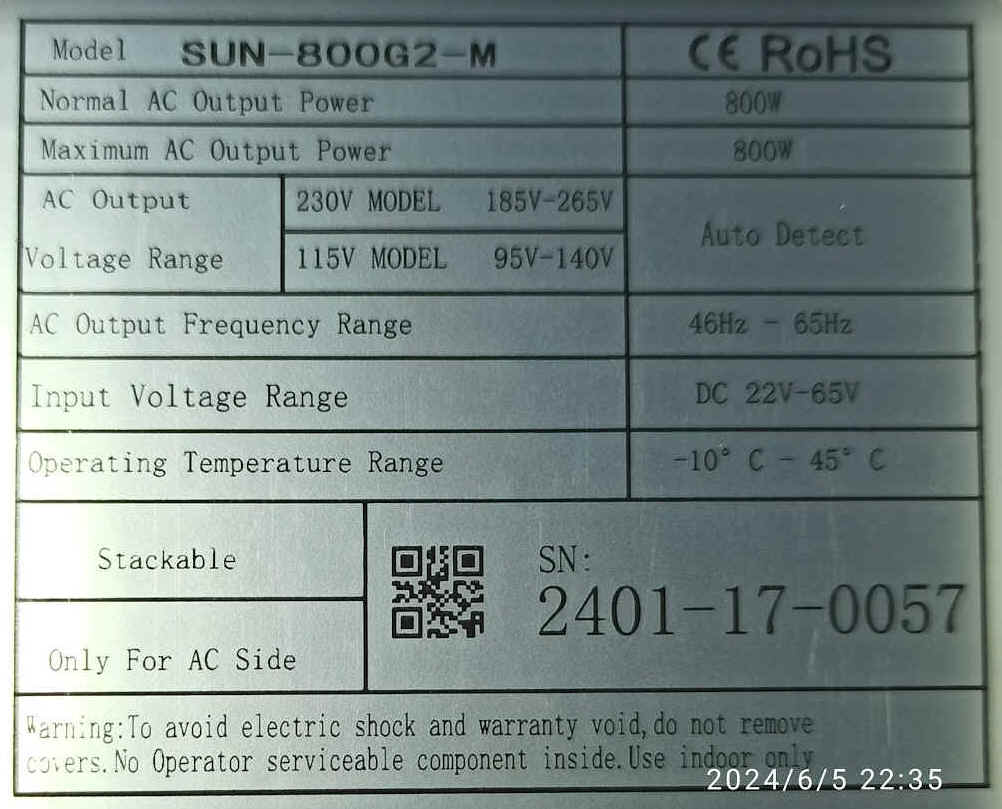 Model SUN-800G2-M CE RoHS
Normal AC Output Power 800W
Maximum AC Output Power 800W
AC Output 230V MODEL 185V-265V
Voltage Range 115V MODEL 95V-140V
Auto Detect
AC Output Frequency Range 46Hz - 65Hz
Input Voltage Range DC 22V-65V
Operating Temperature Range -10° C - 45° C
Stackable
Only For AC Side
SN:
2401-17-0057
Warning:To avoid electric shock and warranty void,do not remove
covers.No Operator serviceable component inside.Use indoor only
2024/6/5 22:35